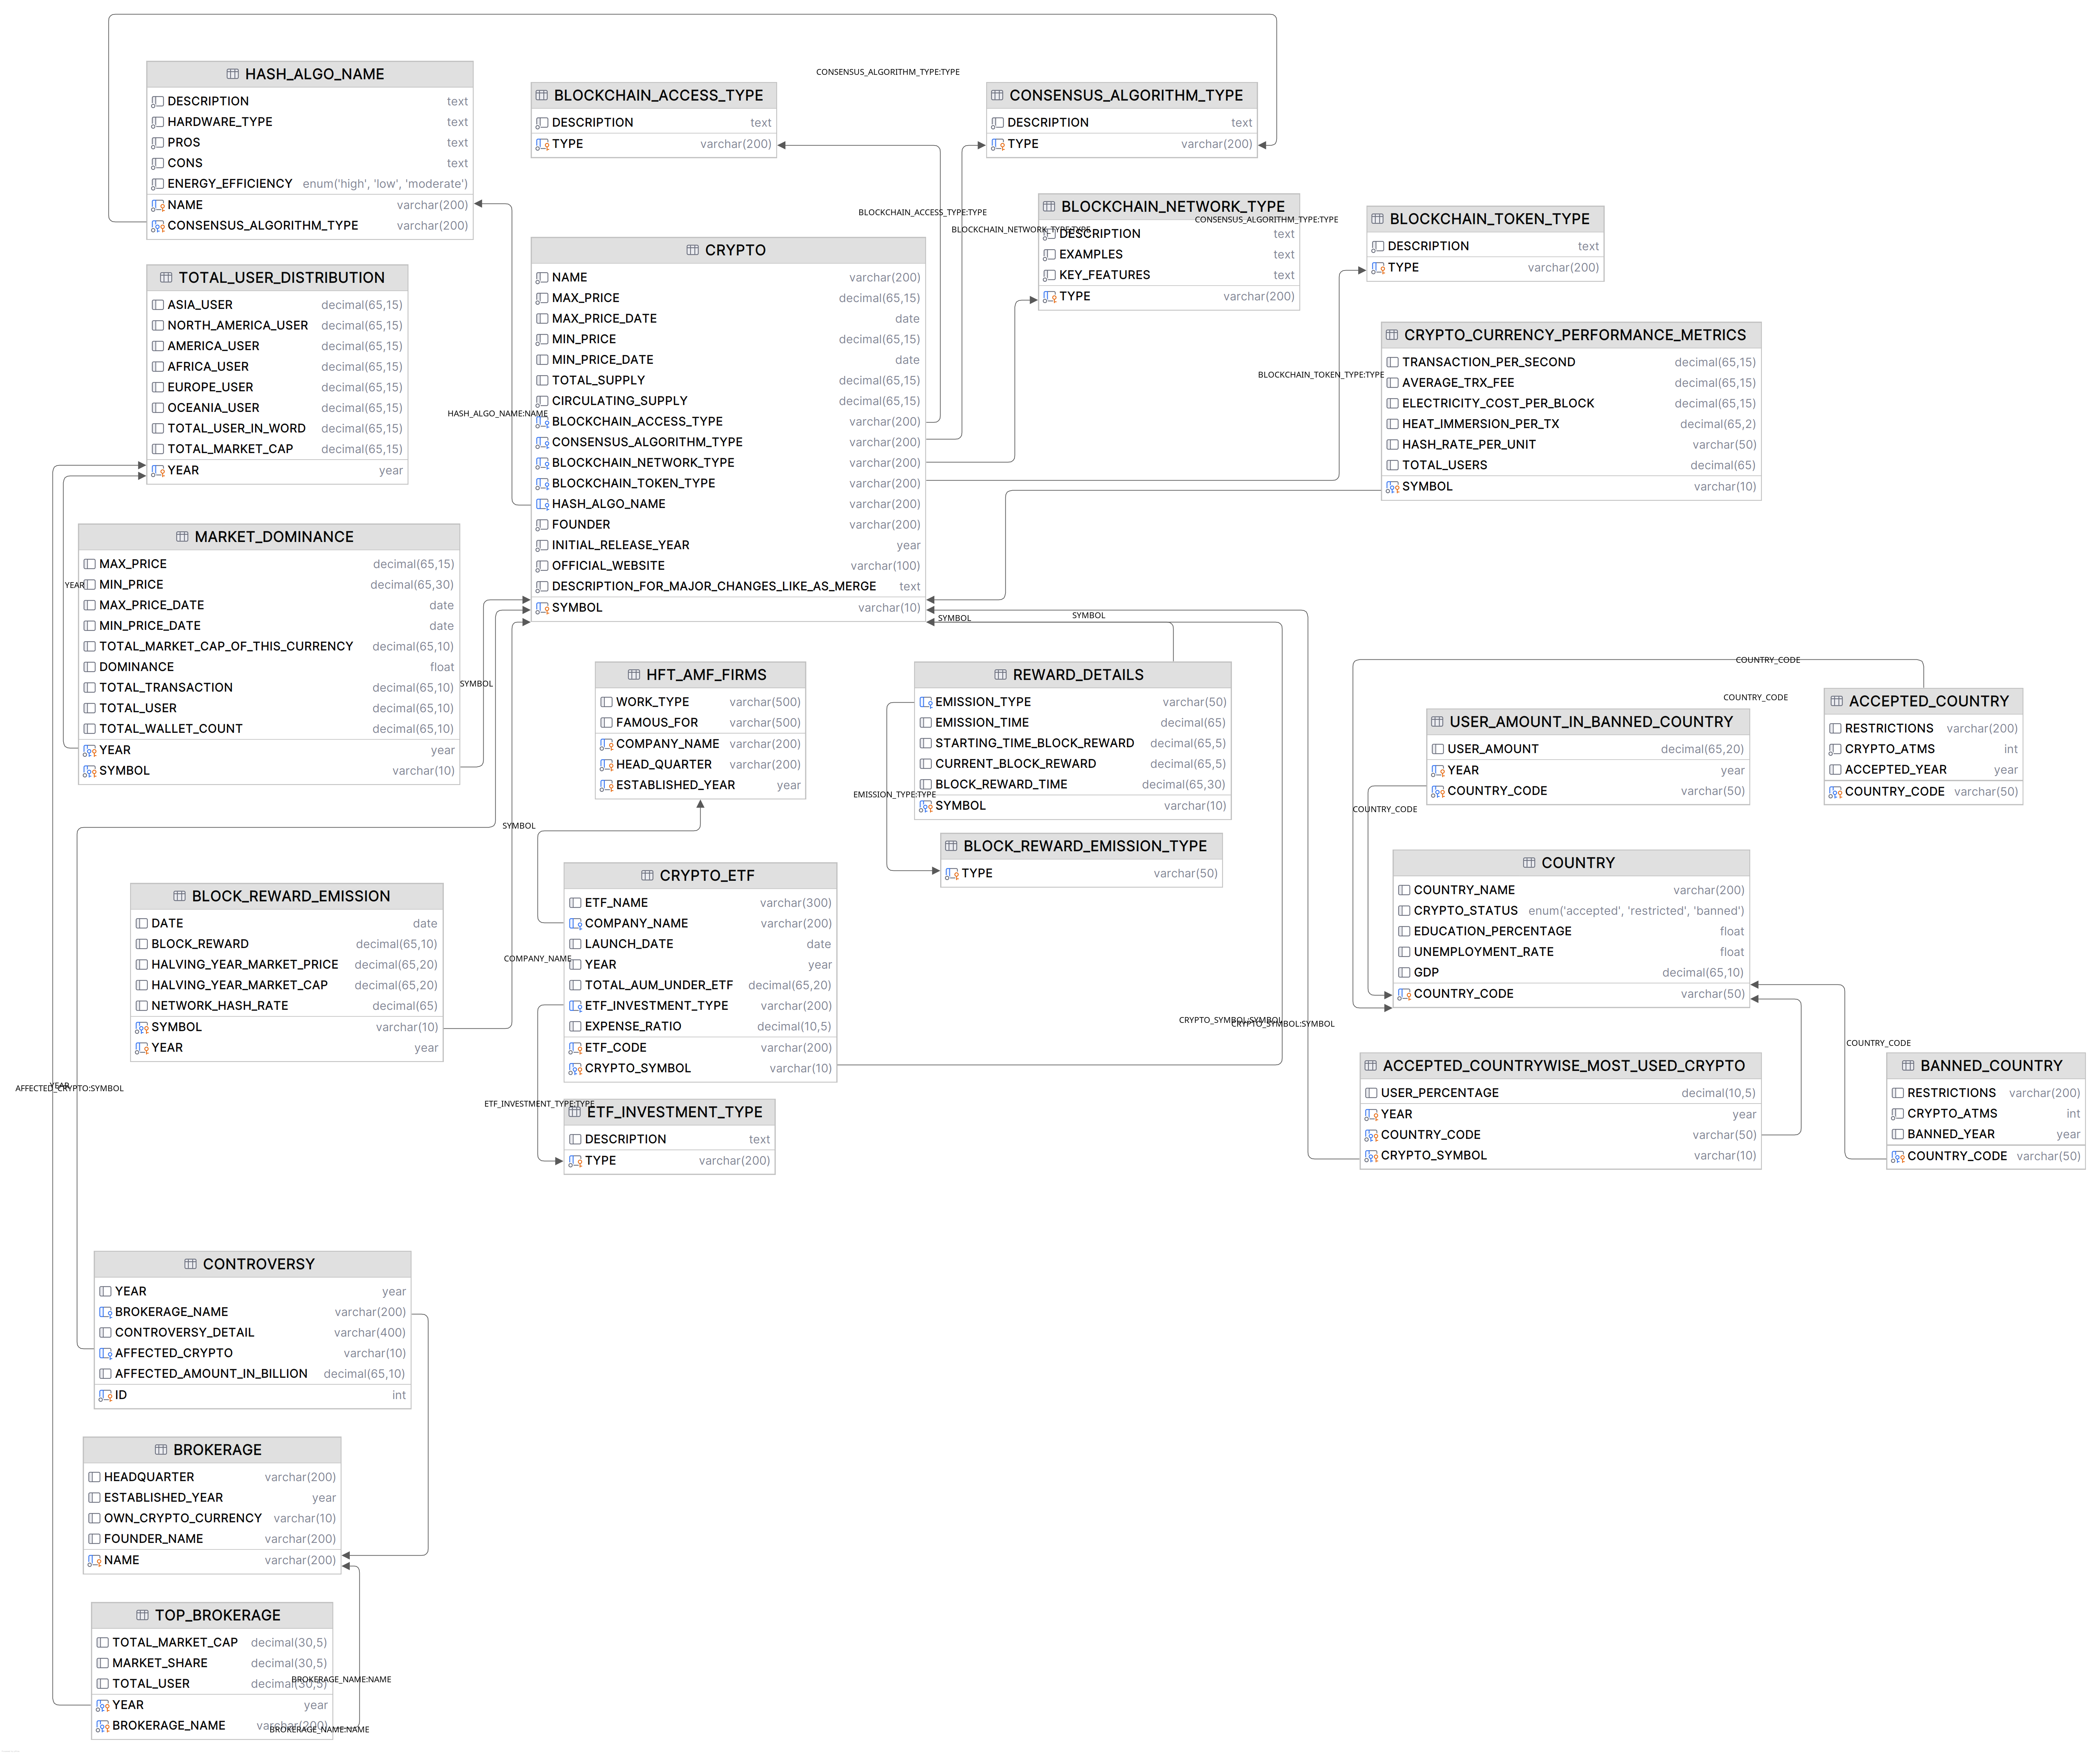 HASH_ALGO_NAME
DESCRIPTION text
HARDWARE_TYPE text
PROS text
CONS text
ENERGY_EFFICIENCY enum('high', 'low', 'moderate')
NAME varchar(200)
CONSENSUS_ALGORITHM_TYPE varchar(200)
BLOCKCHAIN_ACCESS_TYPE
DESCRIPTION text
TYPE varchar(200)
CONSENSUS_ALGORITHM_TYPE:TYPE
CONSENSUS_ALGORITHM_TYPE
DESCRIPTION text
TYPE varchar(200)
BLOCKCHAIN_ACCESS_TYPE:TYPE
BLOCKCHAIN_NETWORK_TYPE:TYPE
CONSENSUS_ALGORITHM_TYPE:TYPE
BLOCKCHAIN_NETWORK_TYPE
DESCRIPTION text
EXAMPLES text
KEY_FEATURES text
TYPE varchar(200)
BLOCKCHAIN_TOKEN_TYPE
DESCRIPTION text
TYPE varchar(200)
TOTAL_USER_DISTRIBUTION
ASIA_USER decimal(65,15)
NORTH_AMERICA_USER decimal(65,15)
AMERICA_USER decimal(65,15)
AFRICA_USER decimal(65,15)
EUROPE_USER decimal(65,15)
OCEANIA_USER decimal(65,15)
TOTAL_USER_IN_WORD decimal(65,15)
TOTAL_MARKET_CAP decimal(65,15)
YEAR year
HASH_ALGO_NAME:NAME
CRYPTO
NAME varchar(200)
MAX_PRICE decimal(65,15)
MAX_PRICE_DATE date
MIN_PRICE decimal(65,15)
MIN_PRICE_DATE date
TOTAL_SUPPLY decimal(65,15)
CIRCULATING_SUPPLY decimal(65,15)
BLOCKCHAIN_ACCESS_TYPE varchar(200)
CONSENSUS_ALGORITHM_TYPE varchar(200)
BLOCKCHAIN_NETWORK_TYPE varchar(200)
BLOCKCHAIN_TOKEN_TYPE varchar(200)
HASH_ALGO_NAME varchar(200)
FOUNDER varchar(200)
INITIAL_RELEASE_YEAR year
OFFICIAL_WEBSITE varchar(100)
DESCRIPTION_FOR_MAJOR_CHANGES_LIKE_AS_MERGE text
SYMBOL varchar(10)
BLOCKCHAIN_TOKEN_TYPE:TYPE
CRYPTO_CURRENCY_PERFORMANCE_METRICS
TRANSACTION_PER_SECOND decimal(65,15)
AVERAGE_TRX_FEE decimal(65,15)
ELECTRICITY_COST_PER_BLOCK decimal(65,15)
HEAT_IMMERSION_PER_TX decimal(65,2)
HASH_RATE_PER_UNIT varchar(50)
TOTAL_USERS decimal(65)
SYMBOL varchar(10)
MARKET_DOMINANCE
MAX_PRICE decimal(65,15)
MIN_PRICE decimal(65,30)
MAX_PRICE_DATE date
MIN_PRICE_DATE date
TOTAL_MARKET_CAP_OF_THIS_CURRENCY decimal(65,10)
DOMINANCE float
TOTAL_TRANSACTION decimal(65,10)
TOTAL_USER decimal(65,10)
TOTAL_WALLET_COUNT decimal(65,10)
YEAR year
SYMBOL varchar(10)
YEAR
SYMBOL
SYMBOL
SYMBOL
HFT_AMF_FIRMS
WORK_TYPE varchar(500)
FAMOUS_FOR varchar(500)
COMPANY_NAME varchar(200)
HEAD_QUARTER varchar(200)
ESTABLISHED_YEAR year
REWARD_DETAILS
EMISSION_TYPE varchar(50)
EMISSION_TIME decimal(65)
STARTING_TIME_BLOCK_REWARD decimal(65,5)
CURRENT_BLOCK_REWARD decimal(65,5)
BLOCK_REWARD_TIME decimal(65,30)
SYMBOL varchar(10)
EMISSION_TYPE:TYPE
BLOCK_REWARD_EMISSION_TYPE
TYPE varchar(50)
COUNTRY_CODE
COUNTRY_CODE
COUNTRY_CODE
USER_AMOUNT_IN_BANNED_COUNTRY
USER_AMOUNT decimal(65,20)
YEAR year
COUNTRY_CODE varchar(50)
ACCEPTED_COUNTRY
RESTRICTIONS varchar(200)
CRYPTO_ATMS int
ACCEPTED_YEAR year
COUNTRY_CODE varchar(50)
COUNTRY
COUNTRY_NAME varchar(200)
CRYPTO_STATUS enum('accepted', 'restricted', 'banned')
EDUCATION_PERCENTAGE float
UNEMPLOYMENT_RATE float
GDP decimal(65,10)
COUNTRY_CODE varchar(50)
SYMBOL
BLOCK_REWARD_EMISSION
DATE date
BLOCK_REWARD decimal(65,10)
HALVING_YEAR_MARKET_PRICE decimal(65,20)
HALVING_YEAR_MARKET_CAP decimal(65,20)
NETWORK_HASH_RATE decimal(65)
SYMBOL varchar(10)
YEAR year
COMPANY_NAME
CRYPTO_ETF
ETF_NAME varchar(300)
COMPANY_NAME varchar(200)
LAUNCH_DATE date
YEAR year
TOTAL_AUM_UNDER_ETF decimal(65,20)
ETF_INVESTMENT_TYPE varchar(200)
EXPENSE_RATIO decimal(10,5)
ETF_CODE varchar(200)
CRYPTO_SYMBOL varchar(10)
ETF_INVESTMENT_TYPE:TYPE
ETF_INVESTMENT_TYPE
DESCRIPTION text
TYPE varchar(200)
CRYPTO_SYMBOL:SYMBOL
CRYPTO_SYMBOL:SYMBOL
COUNTRY_CODE
ACCEPTED_COUNTRYWISE_MOST_USED_CRYPTO
USER_PERCENTAGE decimal(10,5)
YEAR year
COUNTRY_CODE varchar(50)
CRYPTO_SYMBOL varchar(10)
BANNED_COUNTRY
RESTRICTIONS varchar(200)
CRYPTO_ATMS int
BANNED_YEAR year
COUNTRY_CODE varchar(50)
YEAR
AFFECTED_CRYPTO:SYMBOL
CONTROVERSY
YEAR year
BROKERAGE_NAME varchar(200)
CONTROVERSY_DETAIL varchar(400)
AFFECTED_CRYPTO varchar(10)
AFFECTED_AMOUNT_IN_BILLION decimal(65,10)
ID int
BROKERAGE
HEADQUARTER varchar(200)
ESTABLISHED_YEAR year
OWN_CRYPTO_CURRENCY varchar(10)
FOUNDER_NAME varchar(200)
NAME varchar(200)
TOP_BROKERAGE
TOTAL_MARKET_CAP decimal(30,5)
MARKET_SHARE decimal(30,5)
TOTAL_USER decimal(30,5)
BROKERAGE_NAME:NAME
YEAR year
BROKERAGE_NAME varchar(200)
BROKERAGE_NAME:NAME